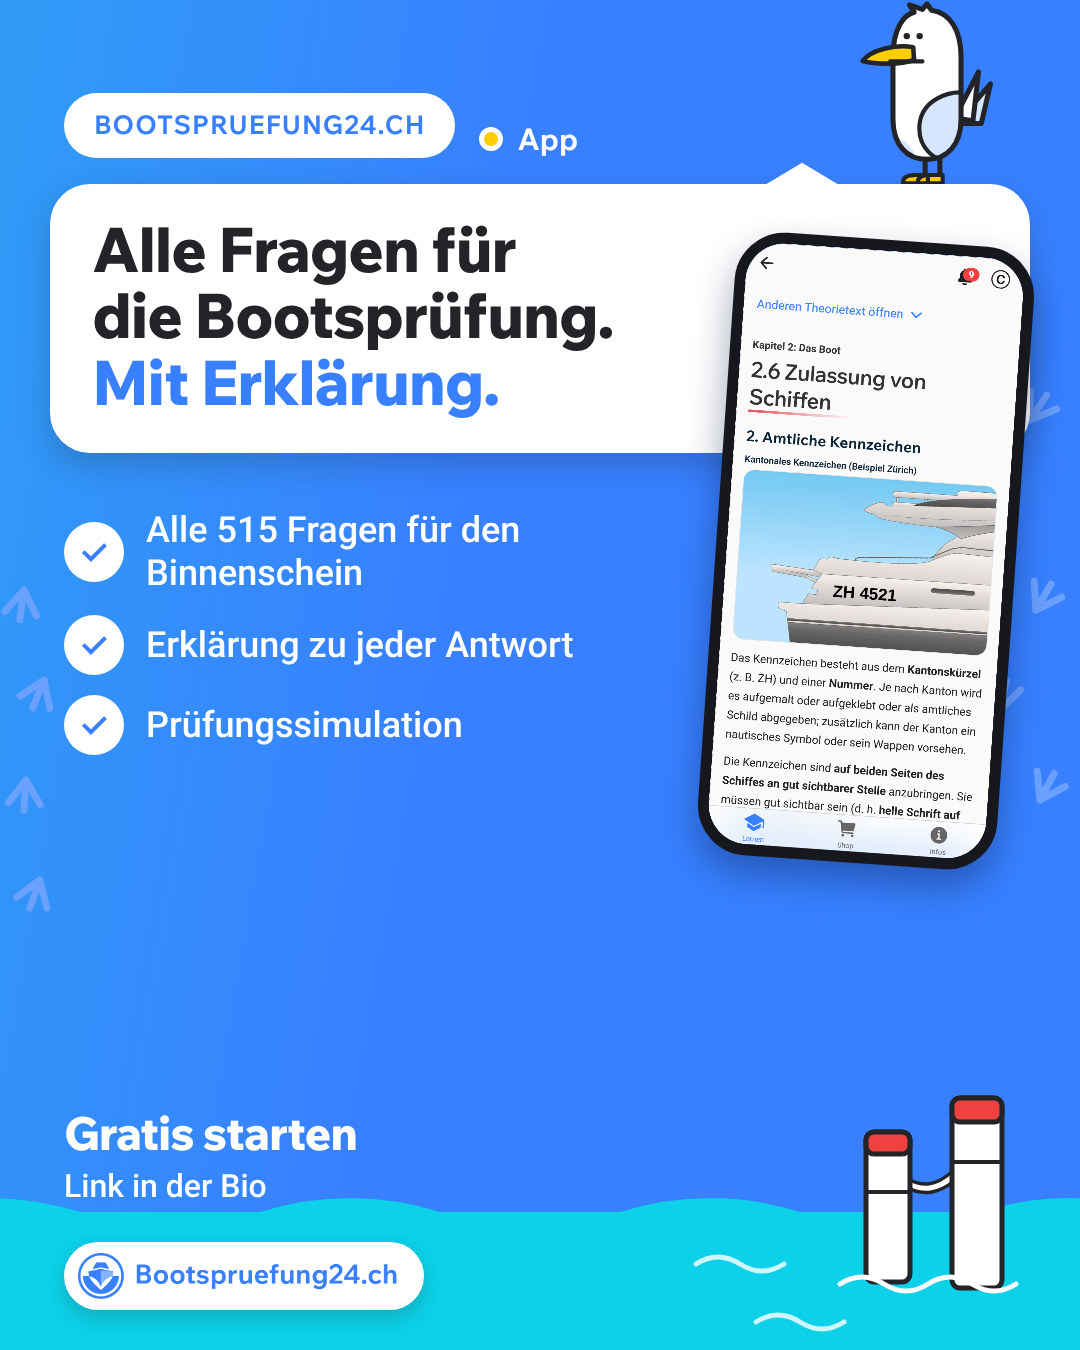 BOOTSPRUEFUNG24.CH
App
Alle Fragen für
die Bootsprüfung.
Mit Erklärung.
Alle 515 Fragen für den
Binnenschein
Erklärung zu jeder Antwort
Prüfungssimulation
9
C
Anderen Theorietext öffnen
Kapitel 2: Das Boot
2.6 Zulassung von
Schiffen
2. Amtliche Kennzeichen
Kantonales Kennzeichen (Beispiel Zürich)
ZH 4521
Das Kennzeichen besteht aus dem Kantonskürzel
(z. B. ZH) und einer Nummer. Je nach Kanton wird
es aufgemalt oder aufgeklebt oder als amtliches
Schild abgegeben; zusätzlich kann der Kanton ein
nautisches Symbol oder sein Wappen vorsehen.
Die Kennzeichen sind auf beiden Seiten des
Schiffes an gut sichtbarer Stelle anzubringen. Sie
müssen gut sichtbar sein (d. h. helle Schrift auf
Lernen
Shop
Infos
Gratis starten
Link in der Bio
Bootspruefung24.ch